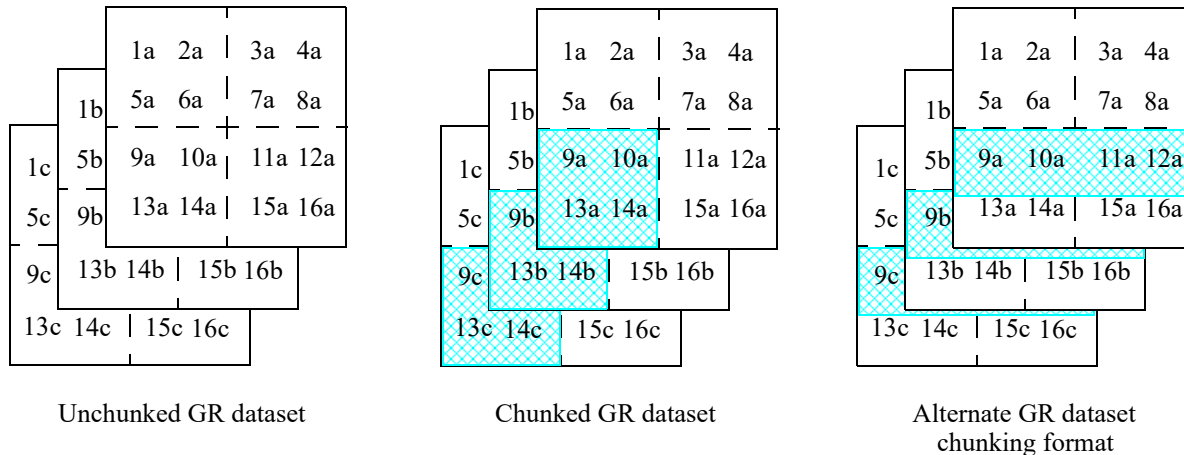 1a 2a 3a 4a
5a 6a 7a 8a
9a 10a 11a 12a
13a 14a 15a 16a
1b
5b
9b
13b 14b 15b 16b
1c
5c
9c
13c 14c 15c 16c
Unchunked GR dataset
1a 2a 3a 4a
5a 6a 7a 8a
9a 10a 11a 12a
13a 14a 15a 16a
1b
5b
9b
13b 14b 15b 16b
1c
5c
9c
13c 14c 15c 16c
Chunked GR dataset
1a 2a 3a 4a
5a 6a 7a 8a
9a 10a 11a 12a
13a 14a 15a 16a
1b
5b
9b
13b 14b 15b 16b
1c
5c
9c
13c 14c 15c 16c
Alternate GR dataset
chunking format